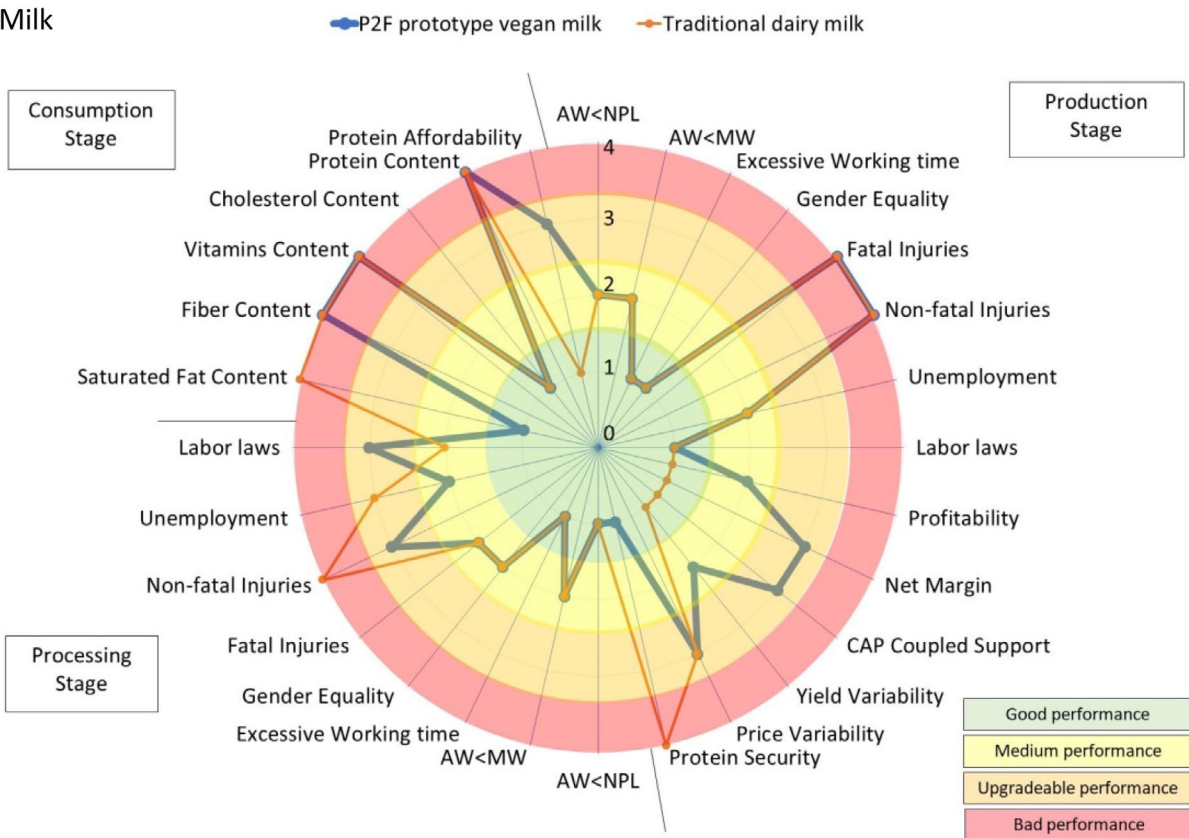 Milk
P2F prototype vegan milk
Traditional dairy milk
Consumption
Stage
Production
Stage
Processing
Stage
AW<NPL
AW<MW
Excessive Working time
Gender Equality
Fatal Injuries
Non-fatal Injuries
Unemployment
Labor laws
Profitability
Net Margin
CAP Coupled Support
Yield Variability
Price Variability
Protein Security
AW<NPL
AW<MW
Excessive Working time
Gender Equality
Fatal Injuries
Non-fatal Injuries
Unemployment
Labor laws
Saturated Fat Content
Fiber Content
Vitamins Content
Cholesterol Content
Protein Content
Protein Affordability
4
3
2
1
0
Good performance
Medium performance
Upgradeable performance
Bad performance